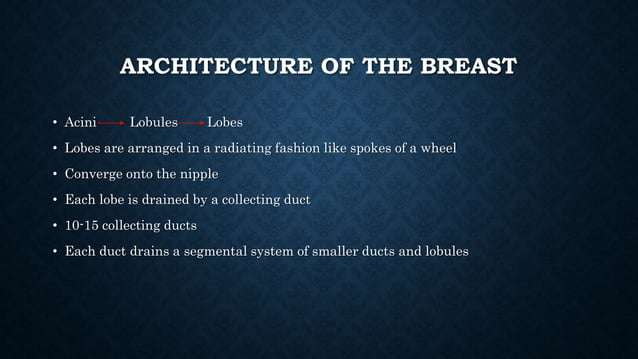 ARCHITECTURE OF THE BREAST
• Acini Lobules Lobes
• Lobes are arranged in a radiating fashion like spokes of a wheel
• Converge onto the nipple
• Each lobe is drained by a collecting duct
• 10-15 collecting ducts
• Each duct drains a segmental system of smaller ducts and lobules